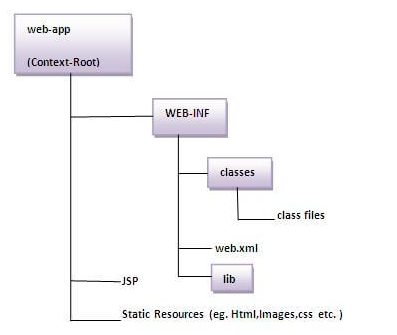 web-app
(Context-Root)
WEB-INF
classes
class files
web.xml
lib
JSP
Static Resources (eg. Html,Images,css etc. )